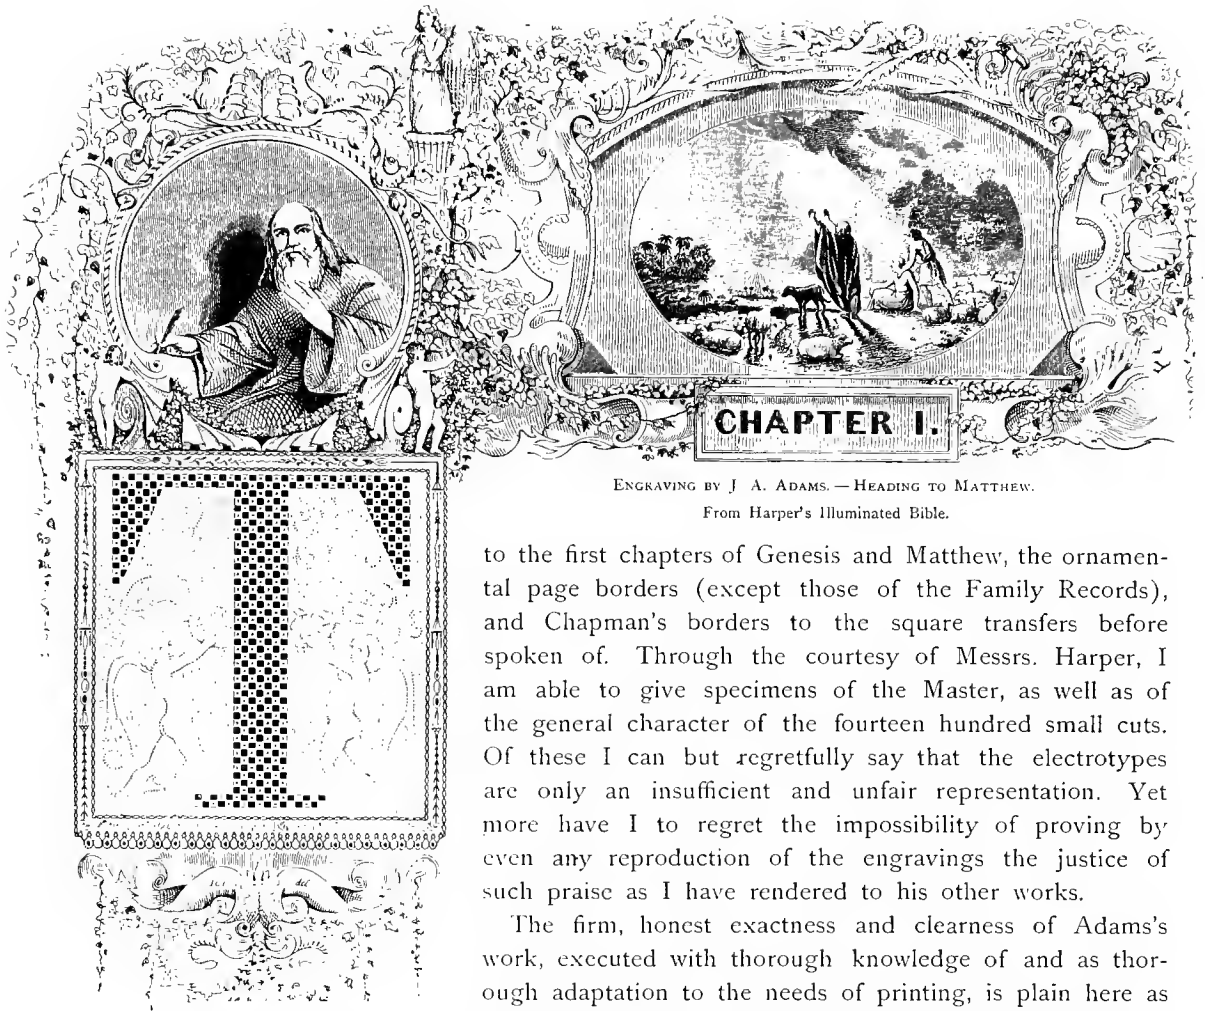 CHAPTER I.
ENGRAVING BY J A. ADAMS. — HEADING TO MATTHEW.
From Harper's Illuminated Bible.
T
to the first chapters of Genesis and Matthew, the ornamen-
tal page borders (except those of the Family Records),
and Chapman's borders to the square transfers before
spoken of. Through the courtesy of Messrs. Harper, I
am able to give specimens of the Master, as well as of
the general character of the fourteen hundred small cuts.
Of these I can but regretfully say that the electrotypes
are only an insufficient and unfair representation. Yet
more have I to regret the impossibility of proving by
even any reproduction of the engravings the justice of
such praise as I have rendered to his other works.
The firm, honest exactness and clearness of Adams's
work, executed with thorough knowledge of and as thor-
ough adaptation to the needs of printing, is plain here as
del